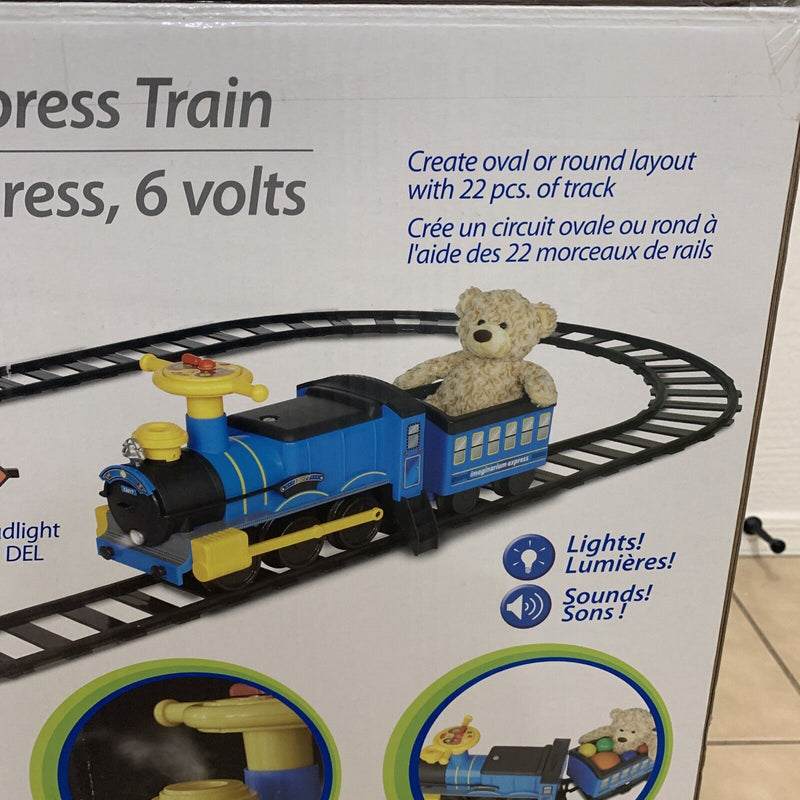 press Train
ress, 6 volts
Create oval or round layout
with 22 pcs. of track
Crée un circuit ovale ou rond à
l'aide des 22 morceaux de rails
imaginarium express
dlight
DEL
Lights!
Lumières!
Sounds!
Sons !